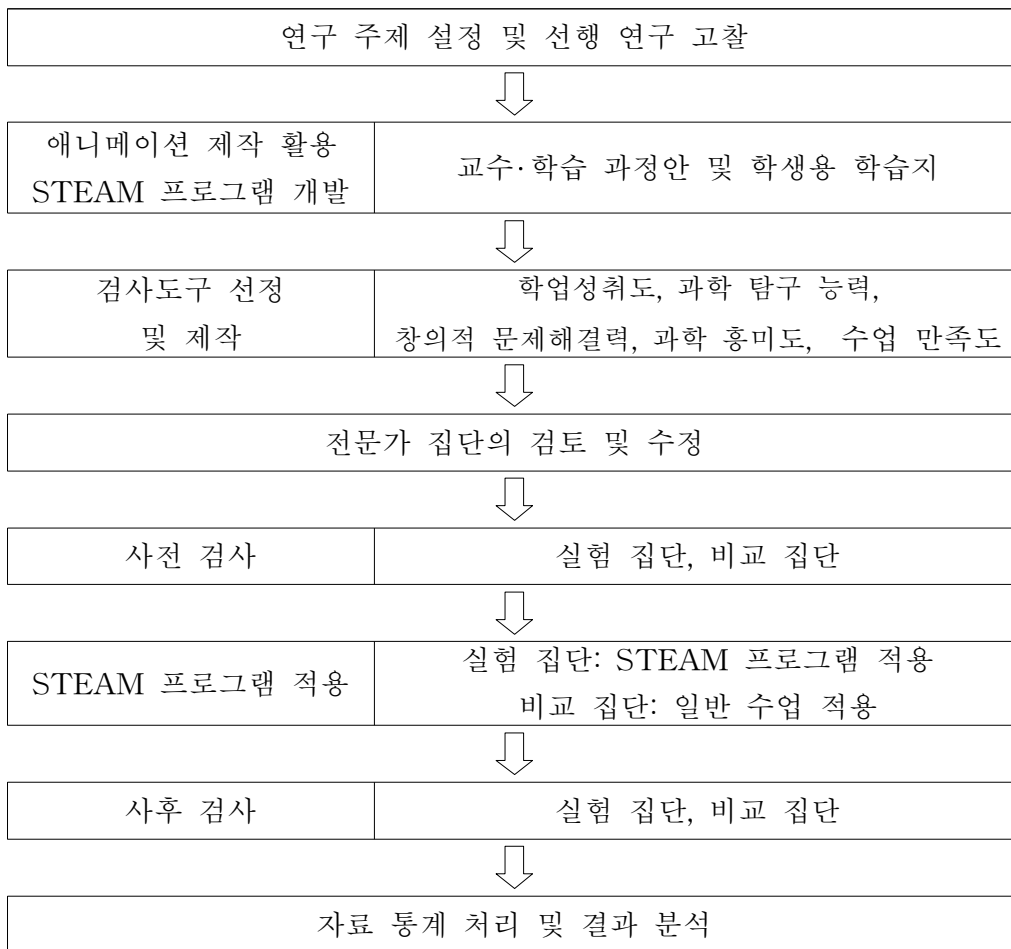 연구 주제 설정 및 선행 연구 고찰
애니메이션 제작 활용
STEAM 프로그램 개발
교수·학습 과정안 및 학생용 학습지
검사도구 선정
및 제작
학업성취도, 과학 탐구 능력,
창의적 문제해결력, 과학 흥미도, 수업 만족도
전문가 집단의 검토 및 수정
사전 검사
실험 집단, 비교 집단
STEAM 프로그램 적용
실험 집단: STEAM 프로그램 적용
비교 집단: 일반 수업 적용
사후 검사
실험 집단, 비교 집단
자료 통계 처리 및 결과 분석